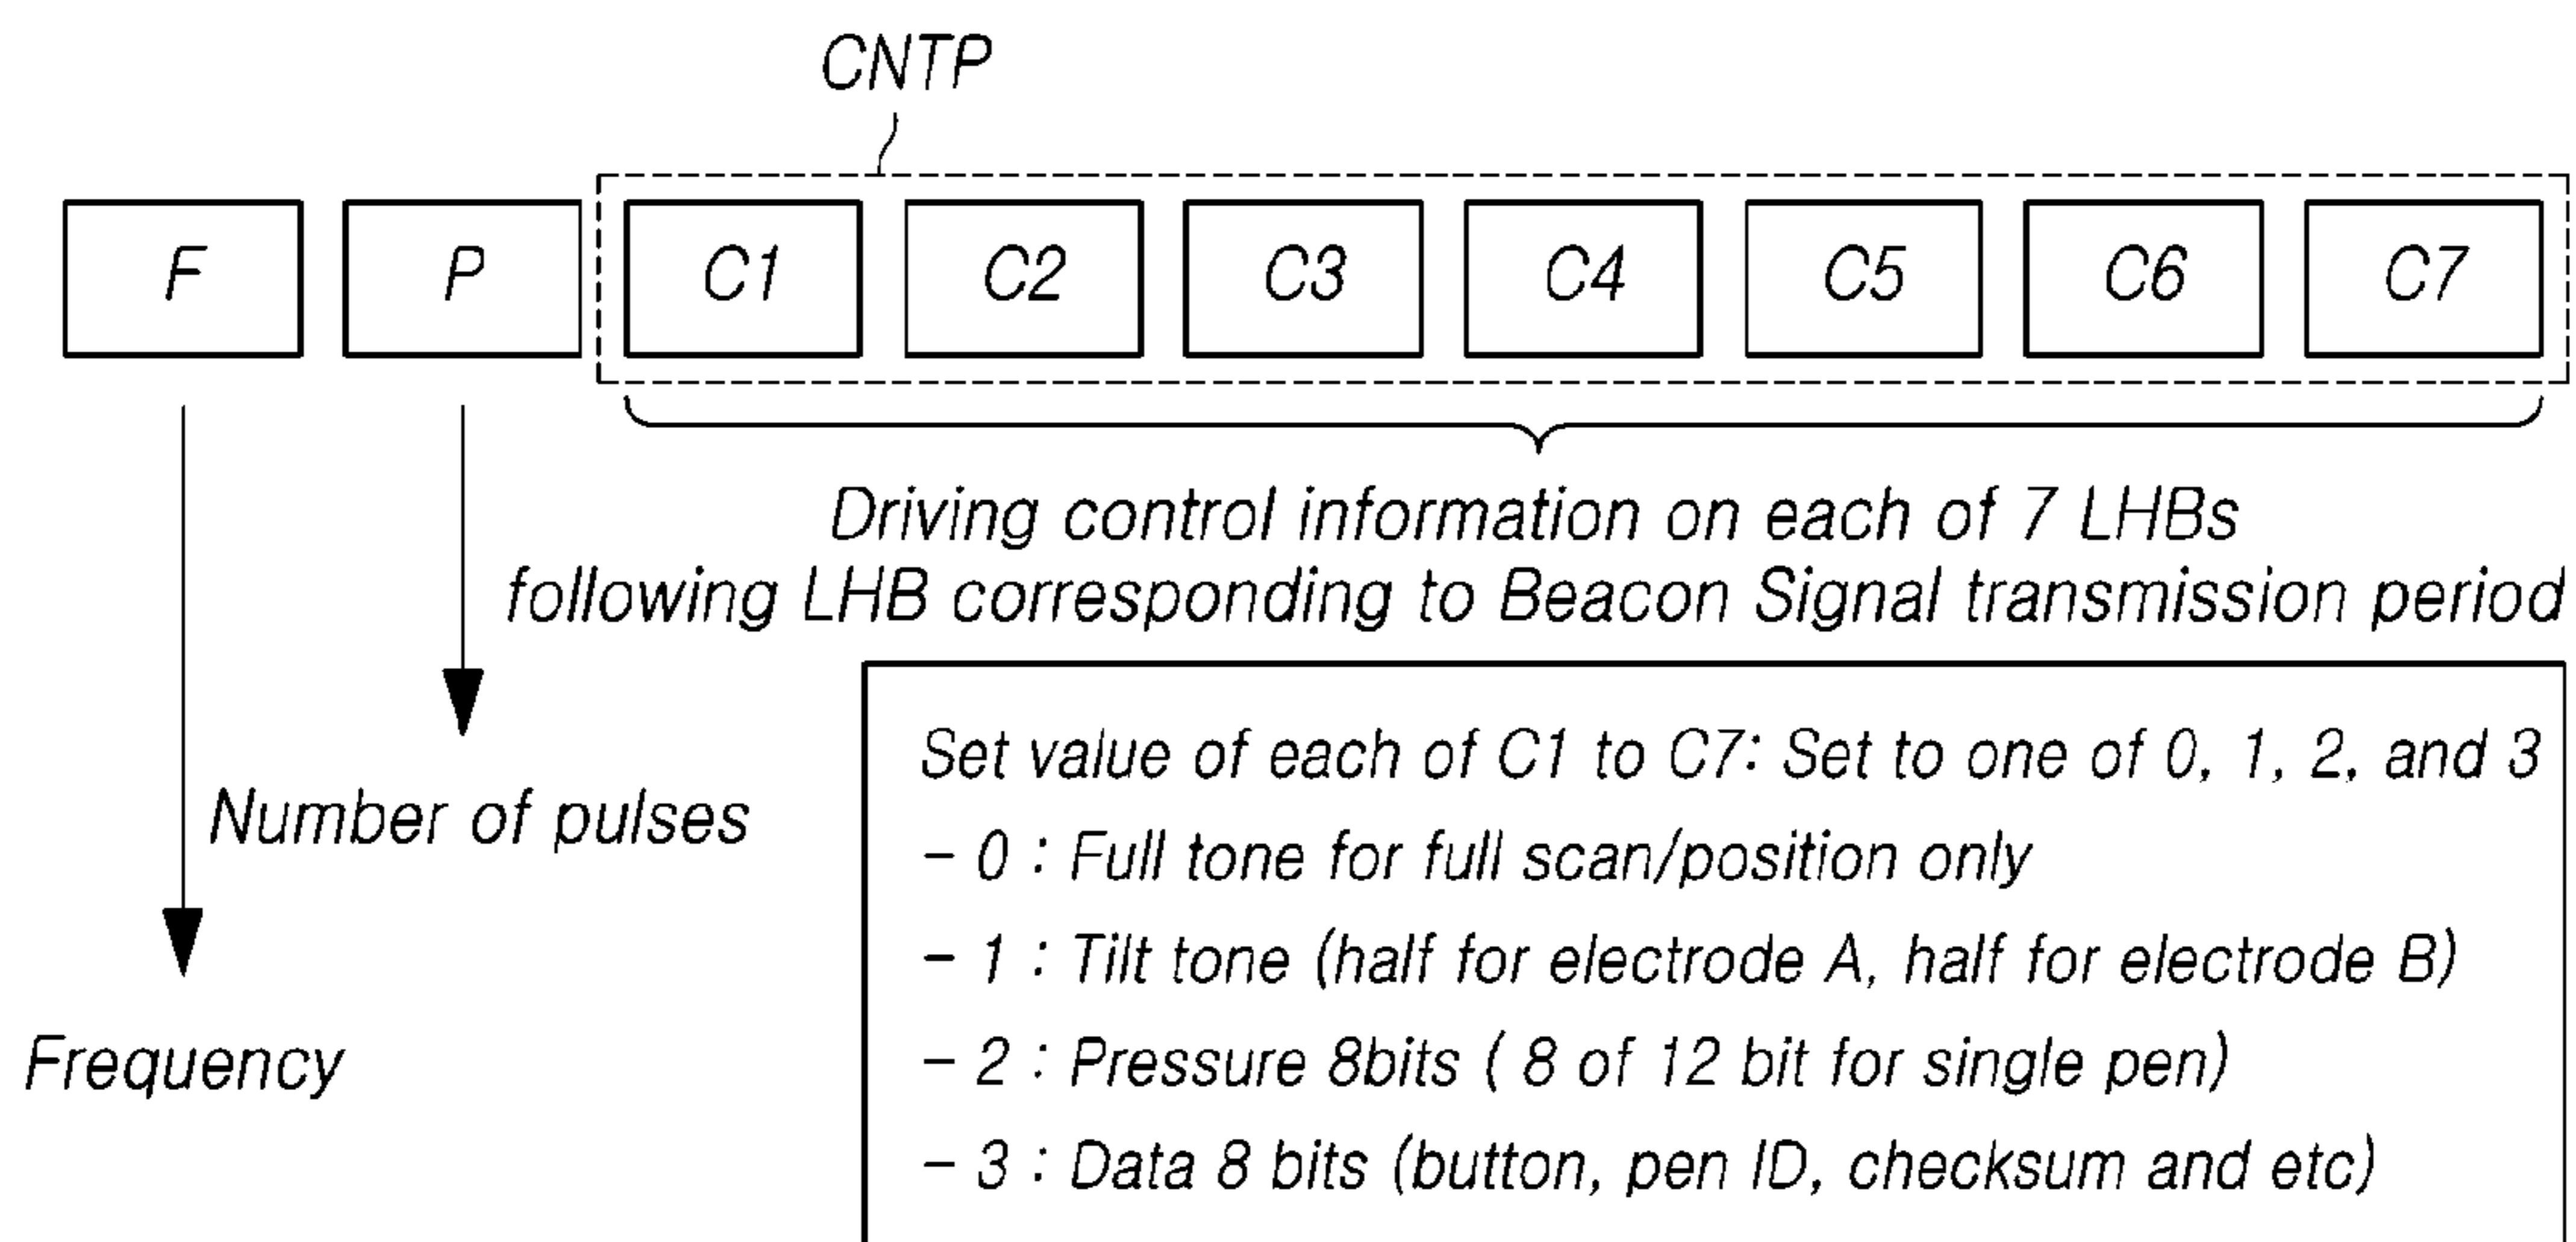 CNTP
F P C1 C2 C3 C4 C5 C6 C7
Driving control information on each of 7 LHBs
following LHB corresponding to Beacon Signal transmission period
Number of pulses
Frequency
Set value of each of C1 to C7: Set to one of 0, 1, 2, and 3
- 0 : Full tone for full scan/position only
- 1 : Tilt tone (half for electrode A, half for electrode B)
- 2 : Pressure 8bits ( 8 of 12 bit for single pen)
- 3 : Data 8 bits (button, pen ID, checksum and etc)